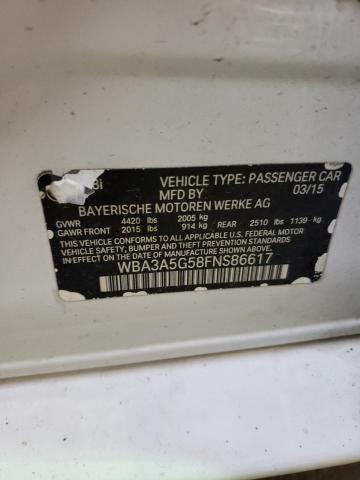 8i VEHICLE TYPE: PASSENGER CAR
MFD BY 03/15
BAYERISCHE MOTOREN WERKE AG
GVWR 4420 lbs 2005 kg
GAWR FRONT 2015 lbs 914 kg REAR 2510 lbs 1139 kg
THIS VEHICLE CONFORMS TO ALL APPLICABLE U.S. FEDERAL MOTOR
VEHICLE SAFETY, BUMPER, AND THEFT PREVENTION STANDARDS
IN EFFECT ON THE DATE OF MANUFACTURE SHOWN ABOVE.
WBA3A5G58FNS86617